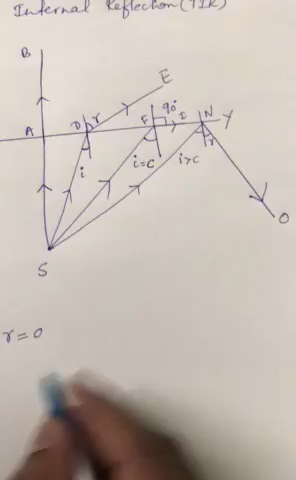 Internal Reflection (TIR)
B
E
90°
A D r F I N Y
i i=c i>c r
O
S
r=0